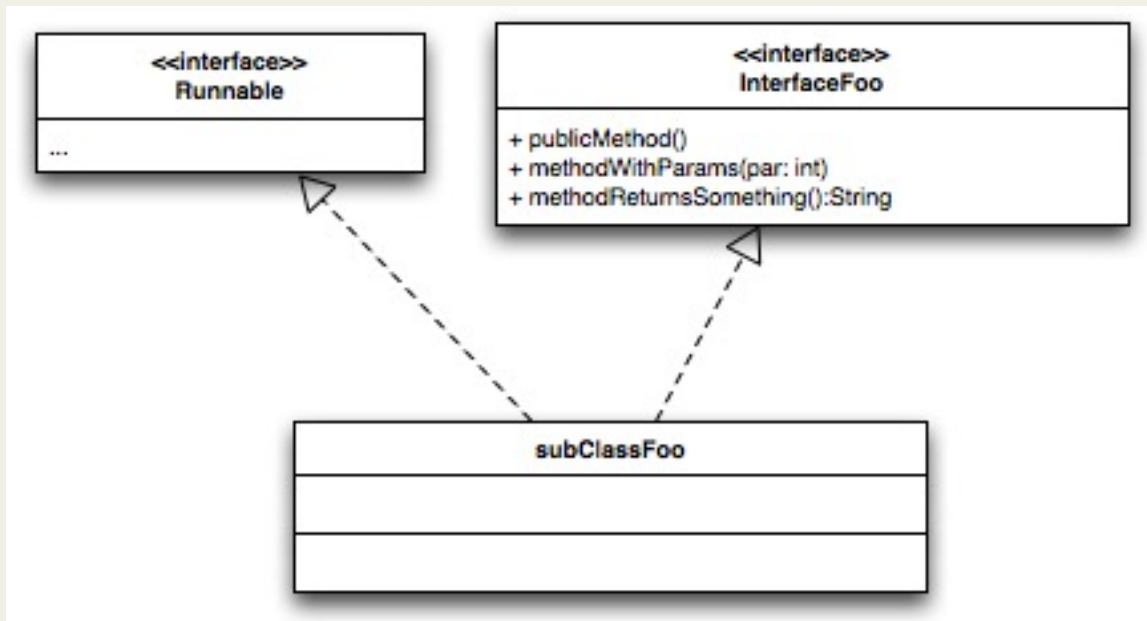 <<interface>>
Runnable
...
<<interface>>
InterfaceFoo
+ publicMethod()
+ methodWithParams(par: int)
+ methodReturnsSomething():String
subClassFoo